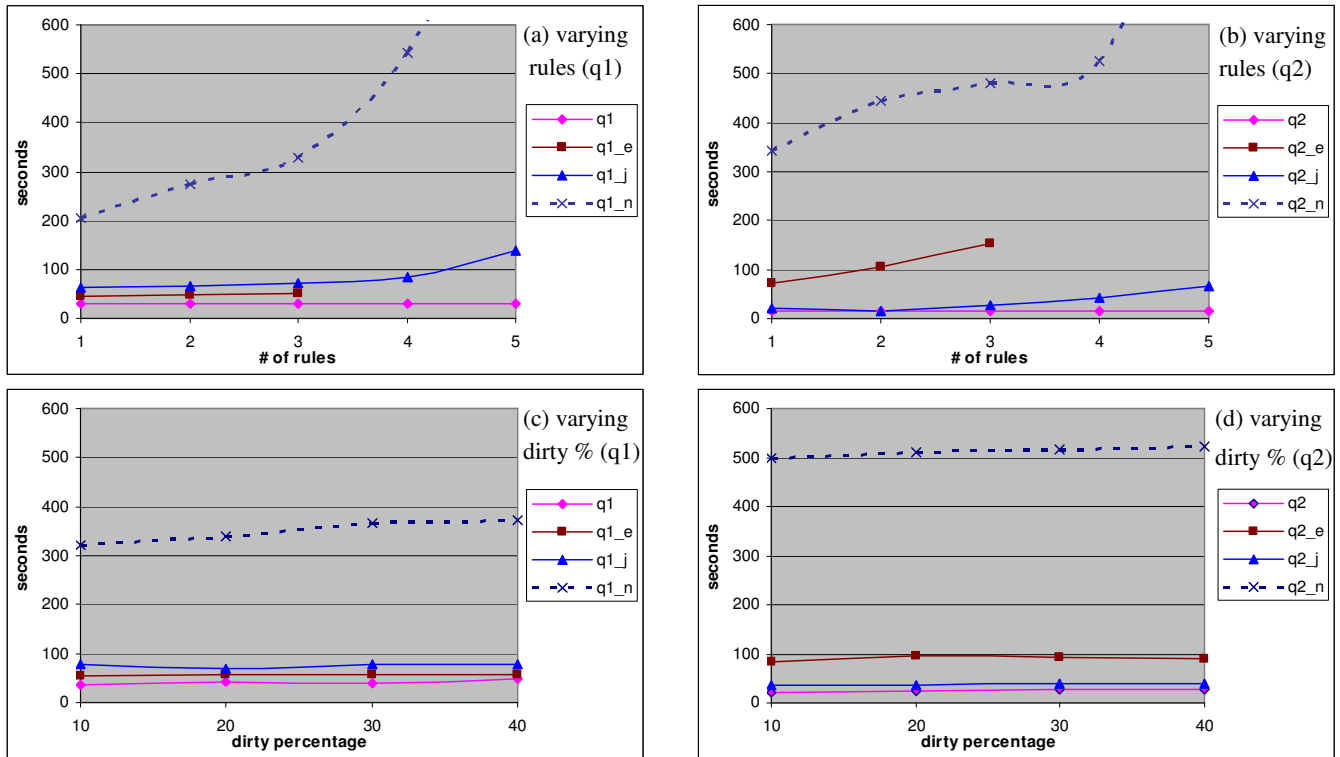 (a) varying
rules (q1)
600
500
400
300
200
100
0
seconds
q1
q1_e
q1_j
q1_n
1 2 3 4 5
# of rules
(b) varying
rules (q2)
600
500
400
300
200
100
0
seconds
q2
q2_e
q2_j
q2_n
1 2 3 4 5
# of rules
(c) varying
dirty % (q1)
600
500
400
300
200
100
0
seconds
q1
q1_e
q1_j
q1_n
10 20 30 40
dirty percentage
(d) varying
dirty % (q2)
600
500
400
300
200
100
0
seconds
q2
q2_e
q2_j
q2_n
10 20 30 40
dirty percentage